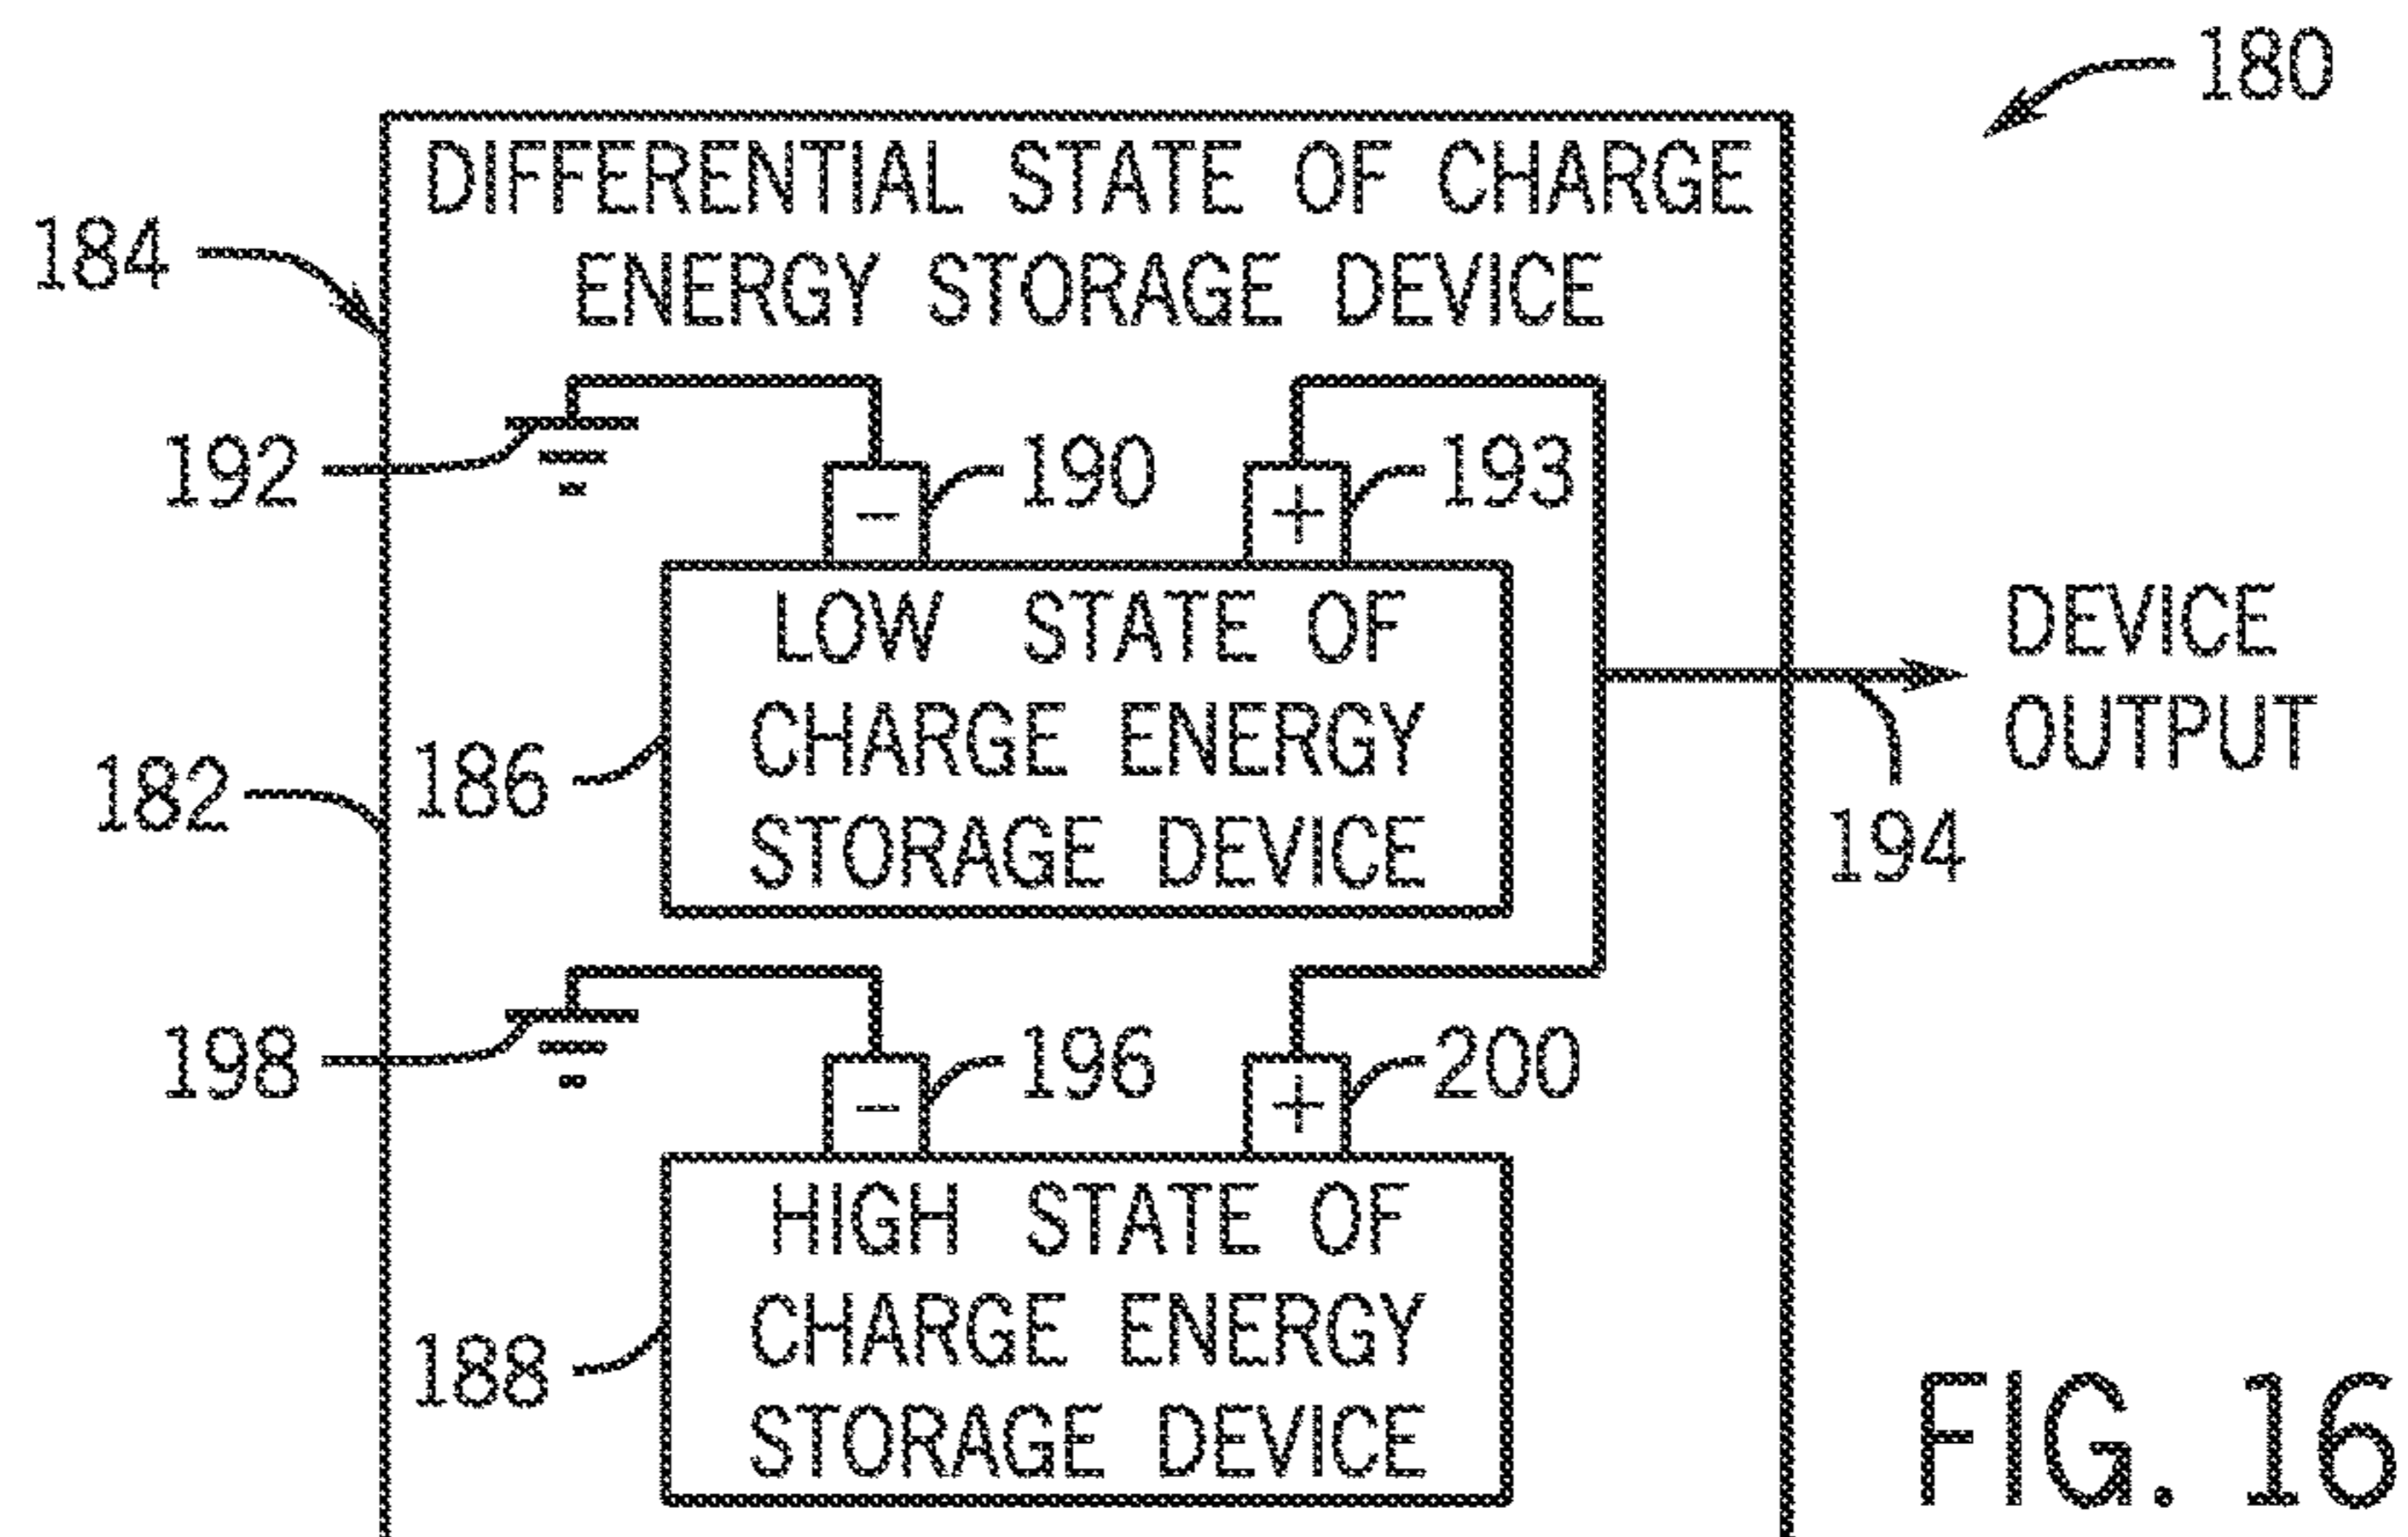 180
DIFFERENTIAL STATE OF CHARGE
ENERGY STORAGE DEVICE
184
192
- 190
+ 193
LOW STATE OF
CHARGE ENERGY
STORAGE DEVICE
186
182
DEVICE
OUTPUT
194
198
- 196
+ 200
HIGH STATE OF
CHARGE ENERGY
STORAGE DEVICE
188
FIG. 16